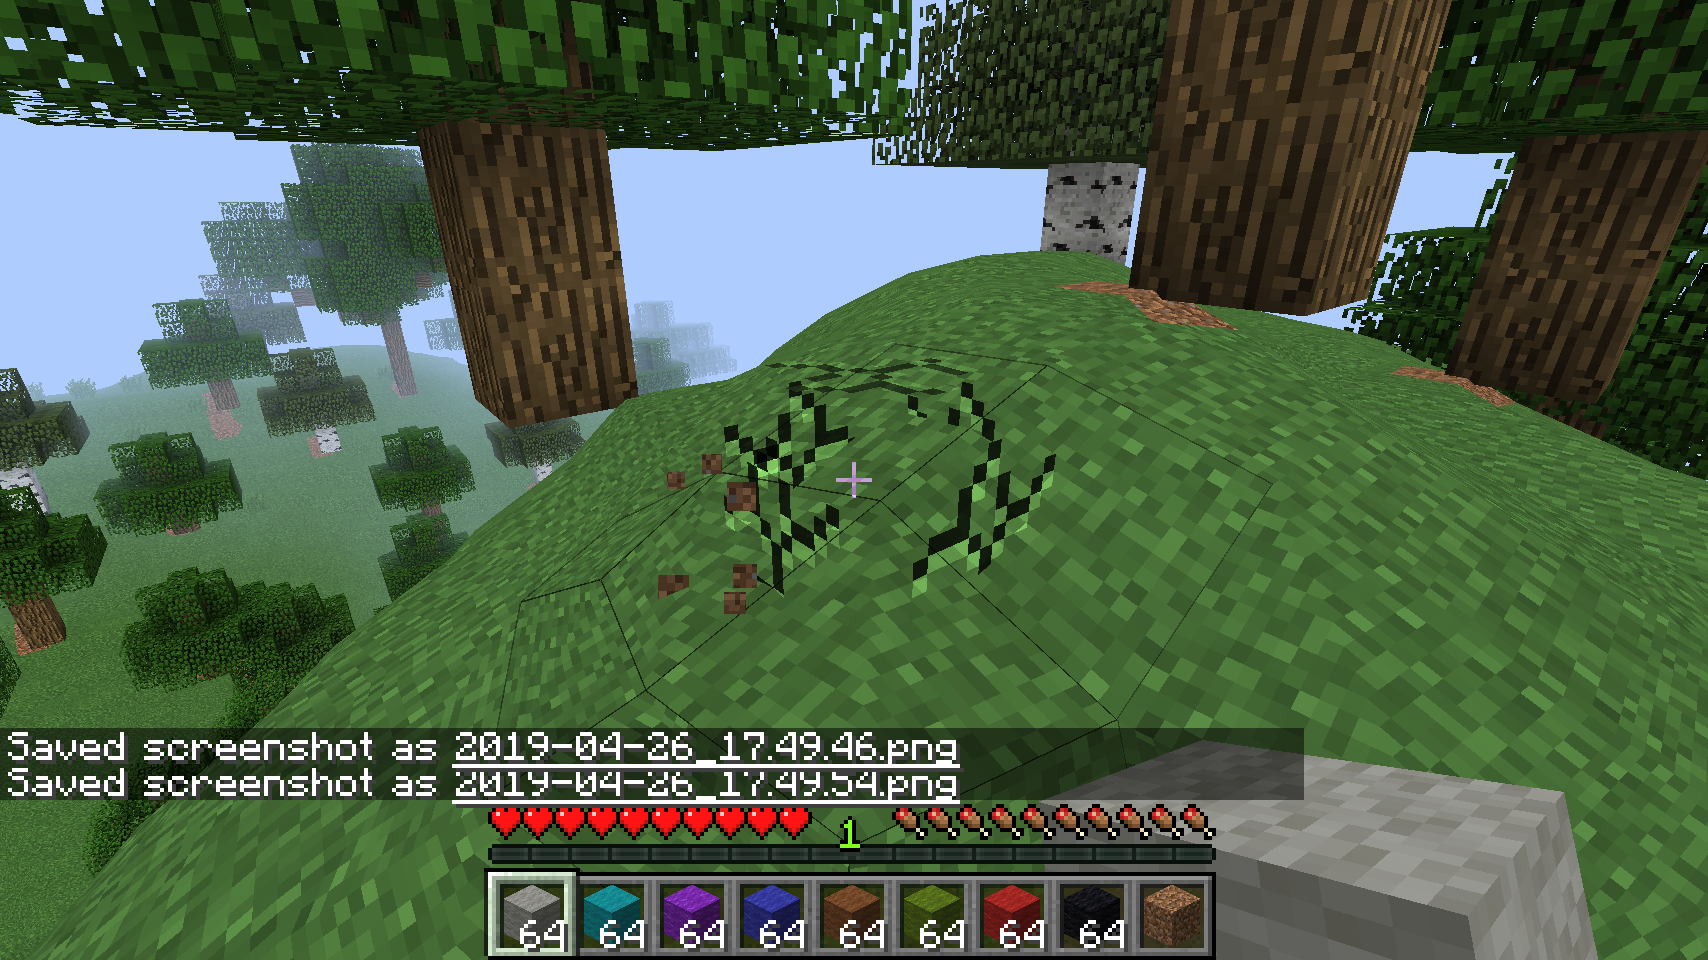 Saved screenshot as 2019-04-26_17.49.46.png
Saved screenshot as 2019-04-26_17.49.54.png
1
64 64 64 64 64 64 64 64